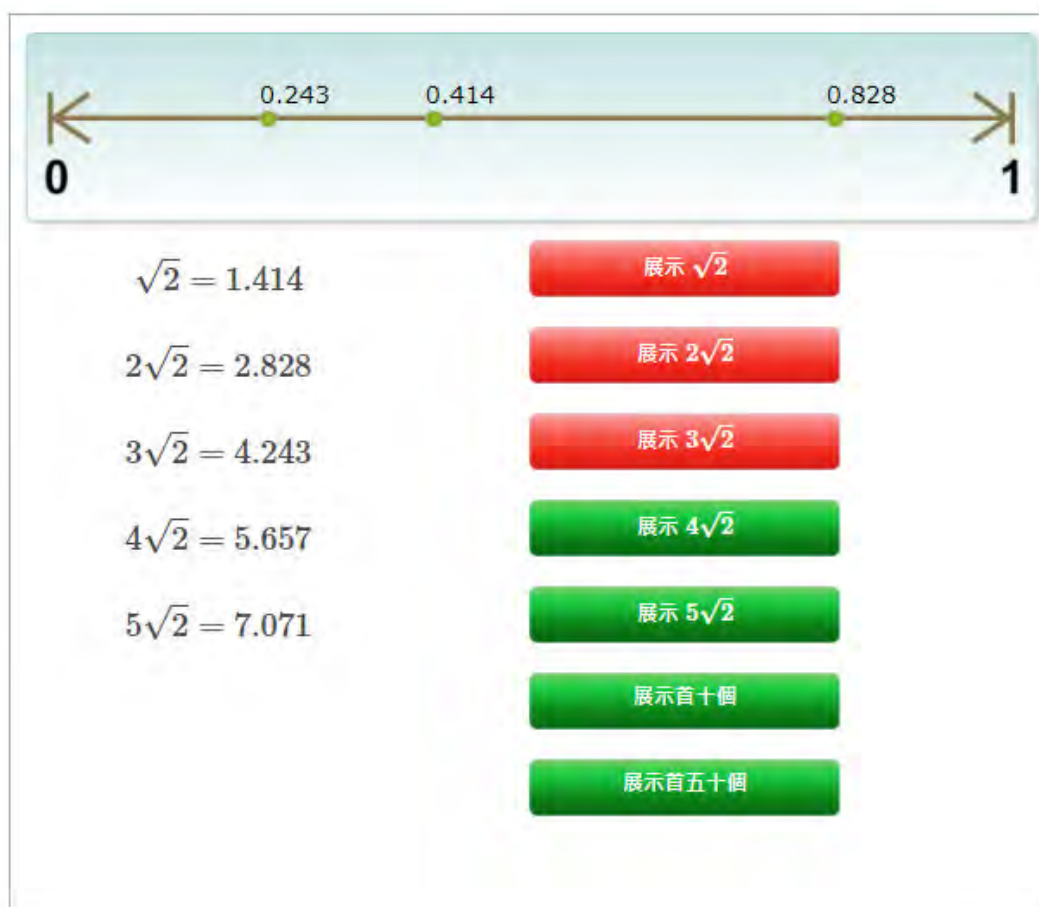 0.243 0.414 0.828
0 1
√2 = 1.414
展示 √2
2√2 = 2.828
展示 2√2
3√2 = 4.243
展示 3√2
4√2 = 5.657
展示 4√2
5√2 = 7.071
展示 5√2
展示首十個
展示首五十個